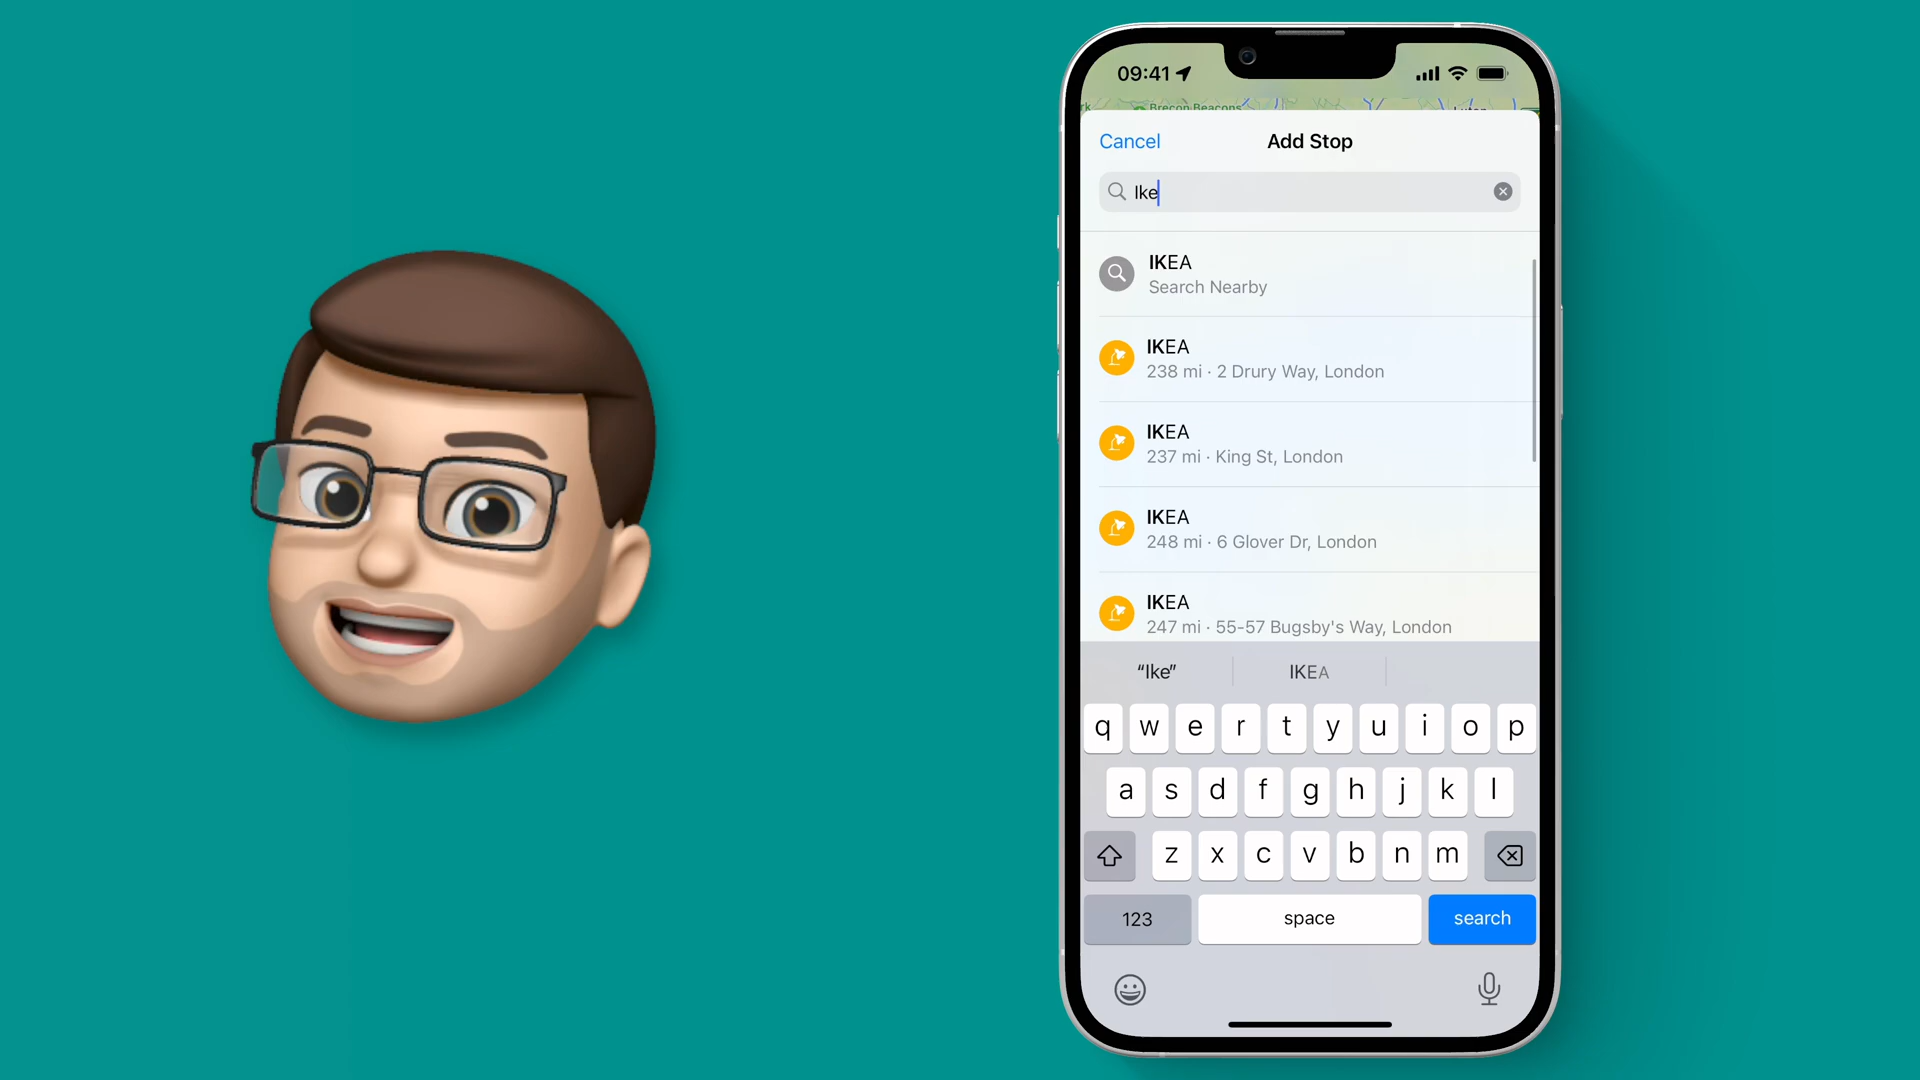 09:41
Brecon Beacons
Luton
Cancel
Add Stop
Ike
IKEA
Search Nearby
IKEA
238 mi · 2 Drury Way, London
IKEA
237 mi · King St, London
IKEA
248 mi · 6 Glover Dr, London
IKEA
247 mi · 55-57 Bugsby's Way, London
“Ike”
IKEA
q w e r t y u i o p
a s d f g h j k l
z x c v b n m
123
space
search